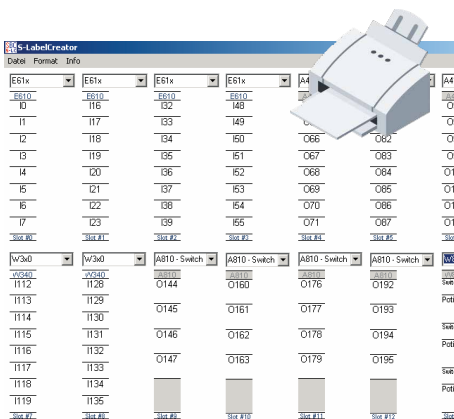 S-LabelCreator
Datei Format Info
E61x E61x E61x E61x
E610 E610 E610 E610
I0 I16 I32 I48
I1 I17 I33 I49
I2 I18 I34 I50 O66 O82
I3 I19 I35 I51 O67 O83
I4 I20 I36 I52 O68 O84
I5 I21 I37 I53 O69 O85
I6 I22 I38 I54 O70 O86
I7 I23 I39 I55 O71 O87
Slot #0 Slot #1 Slot #2 Slot #3 Slot #4 Slot #5
W3x0 W3x0 A810 - Switch A810 - Switch A810 - Switch A810 - Switch
W340 W340 A810 A810 A810 A810
I112 I128 O144 O160 O176 O192
I113 I129 O145 O161 O177 O193
I114 I130
I115 I131 O146 O162 O178 O194
I116 I132 O147 O163 O179 O195
I117 I133
I118 I134
I119 I135
Slot #7 Slot #8 Slot #9 Slot #10 Slot #11 Slot #12